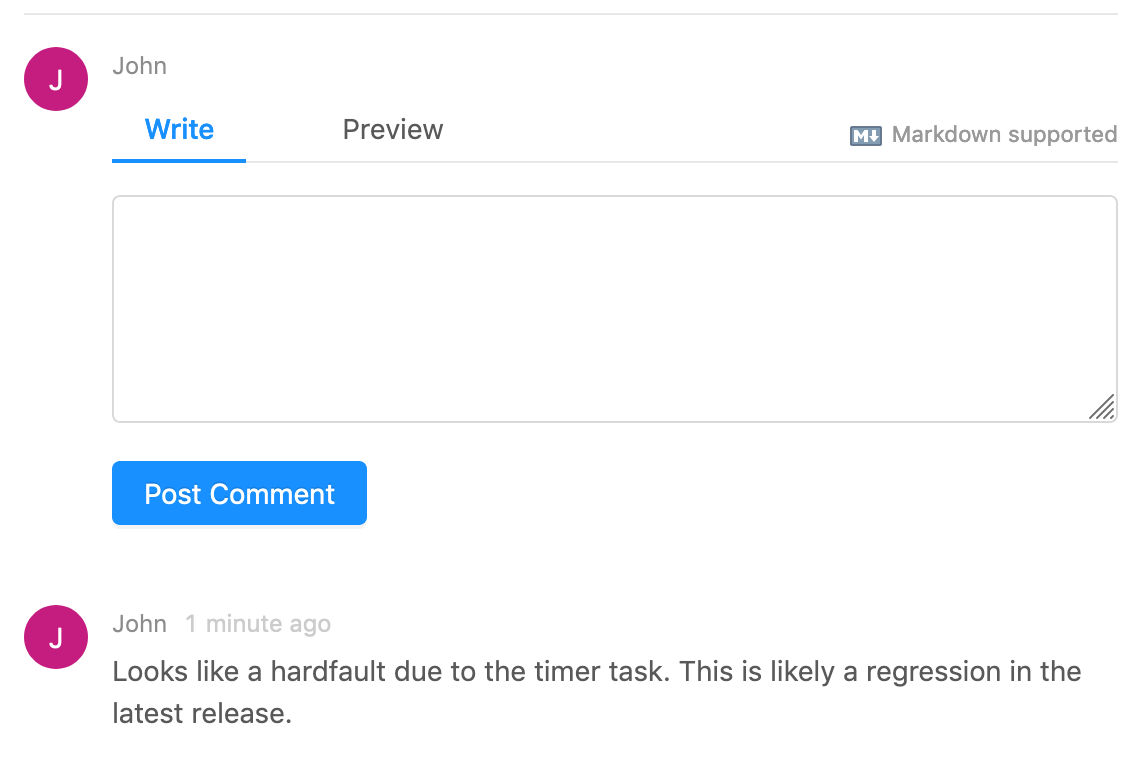 J
John
Write
Preview
M Markdown supported
Post Comment
J
John 1 minute ago
Looks like a hardfault due to the timer task. This is likely a regression in the
latest release.